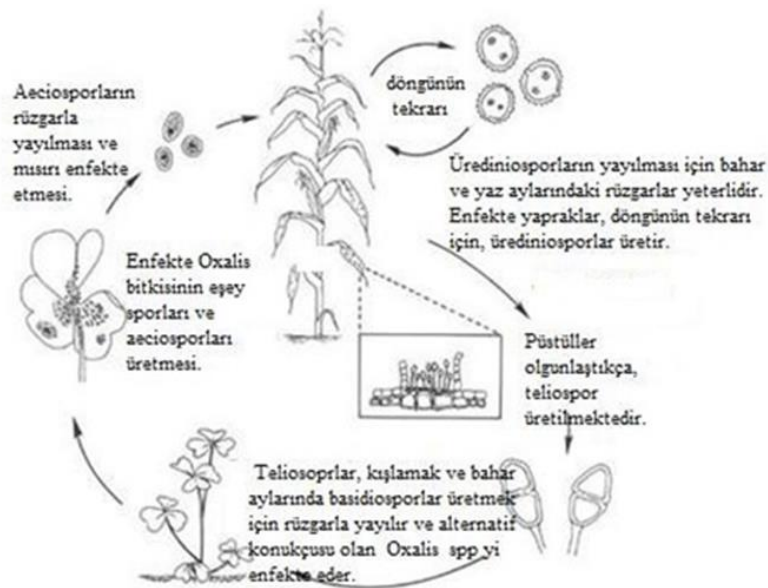 Aeciosporların
rüzgarla
yayılması ve
mısırı enfekte
etmesi.
döngünün
tekrarı
Ürediniosporların yayılması için bahar
ve yaz aylarındaki rüzgarlar yeterlidir.
Enfekte yapraklar, döngünün tekrarı
için, ürediniosporlar üretir.
Enfekte Oxalis
bitkisinin eşey
sporları ve
aeciosporları
üretmesi.
Püstüller
olgunlaştıkça,
teliospor
üretilmektedir.
Teliosoprlar, kışlamak ve bahar
aylarında basidiosporlar üretmek
için rüzgarla yayılır ve alternatif
konukçusu olan Oxalis spp yi
enfekte eder.